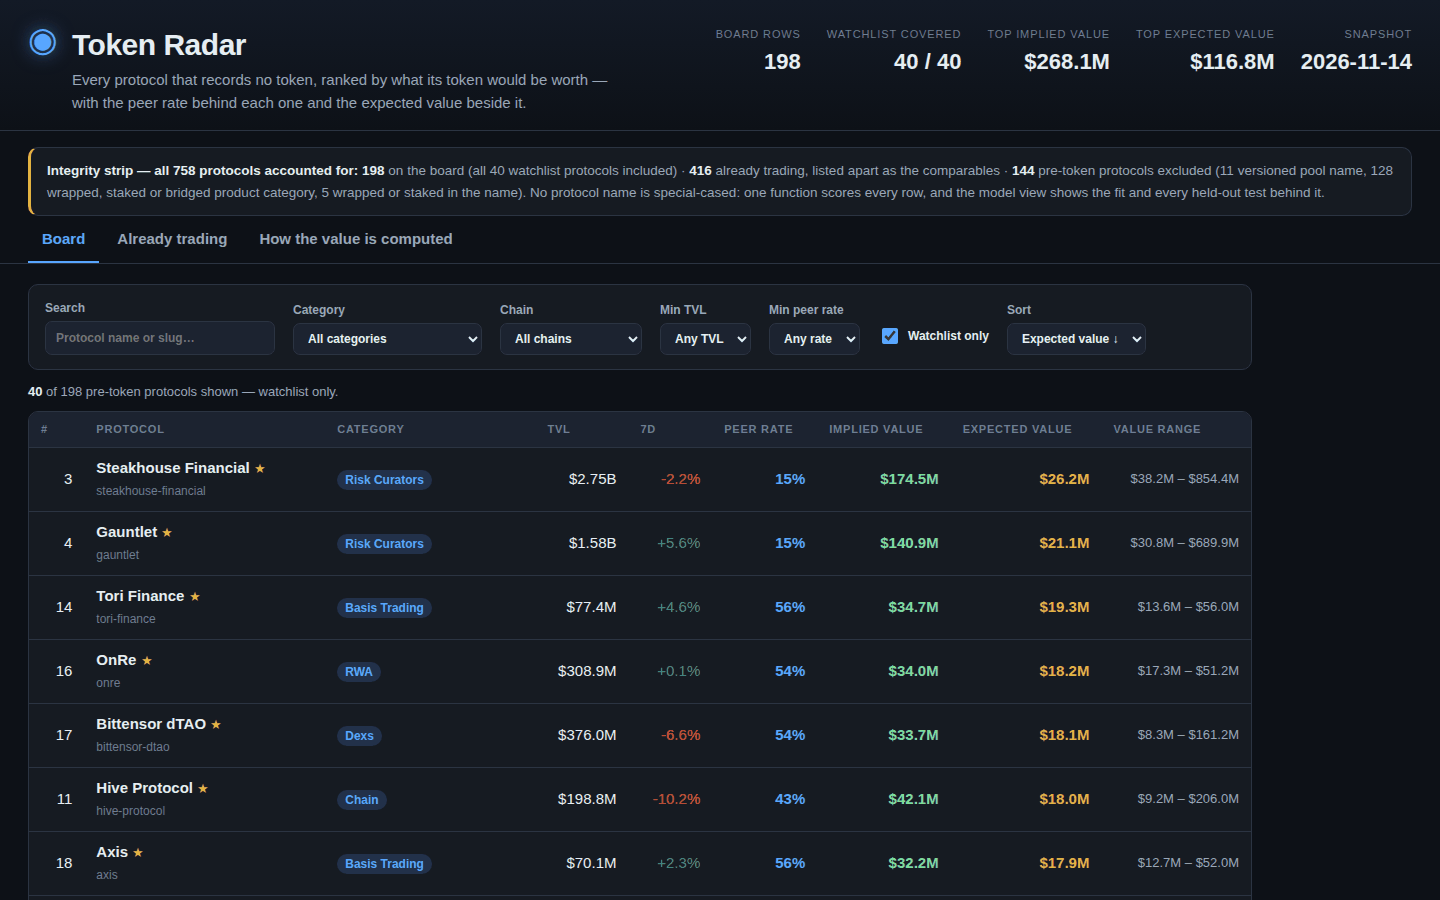 Token Radar
Every protocol that records no token, ranked by what its token would be worth —
with the peer rate behind each one and the expected value beside it.
BOARD ROWS
198
WATCHLIST COVERED
40 / 40
TOP IMPLIED VALUE
$268.1M
TOP EXPECTED VALUE
$116.8M
SNAPSHOT
2026-11-14
Integrity strip — all 758 protocols accounted for: 198 on the board (all 40 watchlist protocols included) · 416 already trading, listed apart as the comparables · 144 pre-token protocols excluded (11 versioned pool name, 128
wrapped, staked or bridged product category, 5 wrapped or staked in the name). No protocol name is special-cased: one function scores every row, and the model view shows the fit and every held-out test behind it.
Board Already trading How the value is computed
Search Category Chain Min TVL Min peer rate Sort
Protocol name or slug… All categories All chains Any TVL Any rate Watchlist only Expected value ↓
40 of 198 pre-token protocols shown — watchlist only.
# PROTOCOL CATEGORY TVL 7D PEER RATE IMPLIED VALUE EXPECTED VALUE VALUE RANGE
3 Steakhouse Financial ★ Risk Curators $2.75B -2.2% 15% $174.5M $26.2M $38.2M – $854.4M
steakhouse-financial
4 Gauntlet ★ Risk Curators $1.58B +5.6% 15% $140.9M $21.1M $30.8M – $689.9M
gauntlet
14 Tori Finance ★ Basis Trading $77.4M +4.6% 56% $34.7M $19.3M $13.6M – $56.0M
tori-finance
16 OnRe ★ RWA $308.9M +0.1% 54% $34.0M $18.2M $17.3M – $51.2M
onre
17 Bittensor dTAO ★ Dexs $376.0M -6.6% 54% $33.7M $18.1M $8.3M – $161.2M
bittensor-dtao
11 Hive Protocol ★ Chain $198.8M -10.2% 43% $42.1M $18.0M $9.2M – $206.0M
hive-protocol
18 Axis ★ Basis Trading $70.1M +2.3% 56% $32.2M $17.9M $12.7M – $52.0M
axis